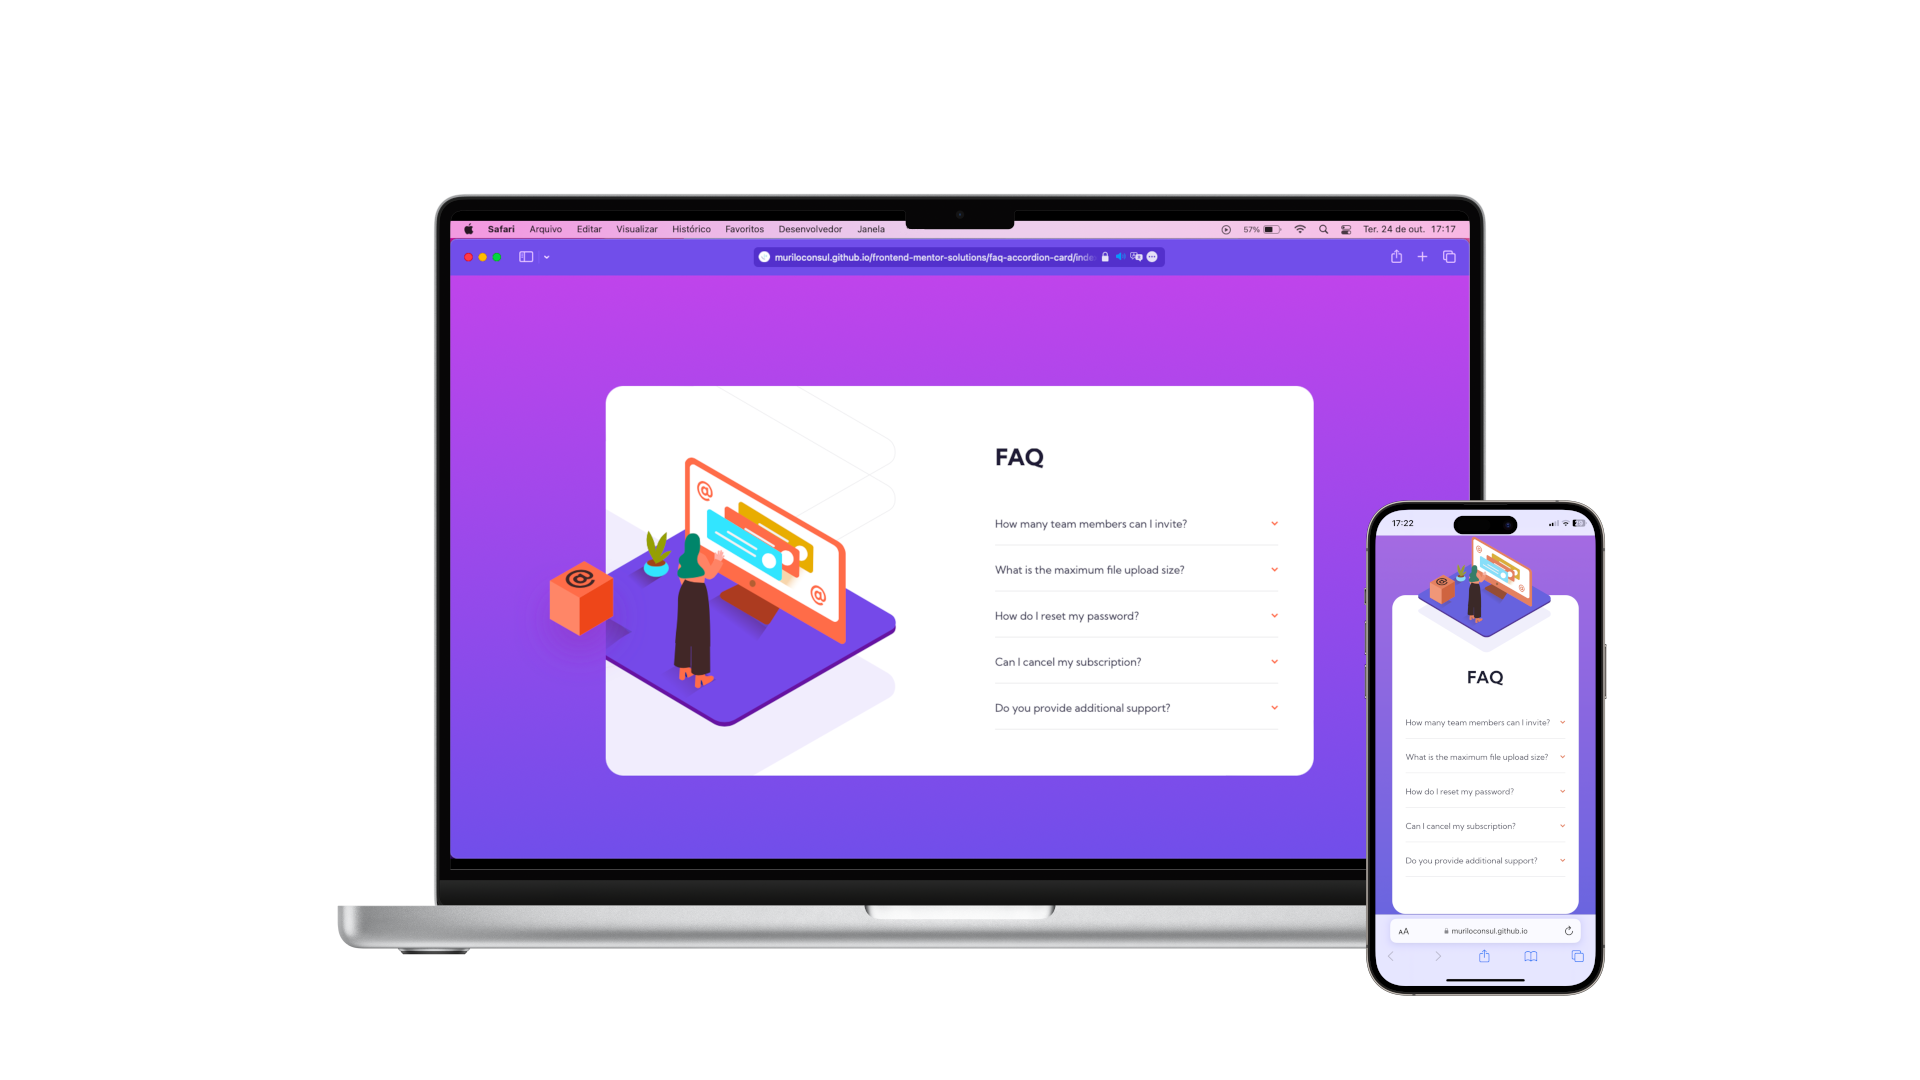 Safari Arquivo Editar Visualizar Histórico Favoritos Desenvolvedor Janela 57% Ter. 24 de out. 17:17
muriloconsul.github.io/frontend-mentor-solutions/faq-accordion-card/inde
@
@
@
FAQ
How many team members can I invite?
What is the maximum file upload size?
How do I reset my password?
Can I cancel my subscription?
Do you provide additional support?
17:22
@
@
@
FAQ
How many team members can I invite?
What is the maximum file upload size?
How do I reset my password?
Can I cancel my subscription?
Do you provide additional support?
AA muriloconsul.github.io